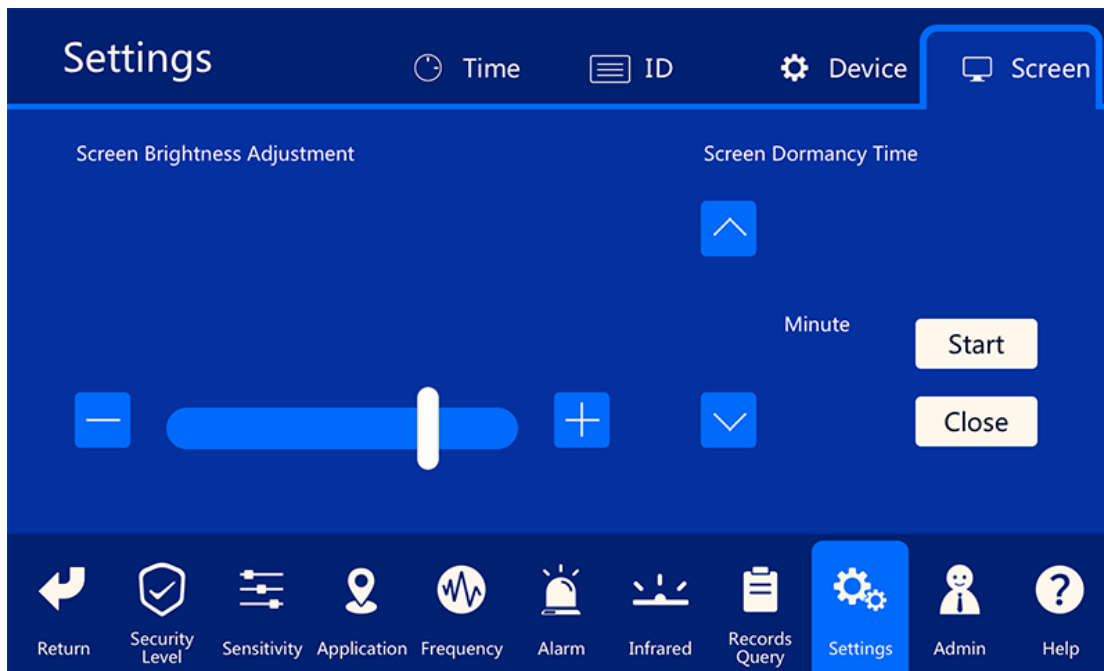 Settings
Time
ID
Device
Screen
Screen Brightness Adjustment
Screen Dormancy Time
Minute
Start
Close
Return
Security
Level
Sensitivity
Application
Frequency
Alarm
Infrared
Records
Query
Settings
Admin
Help